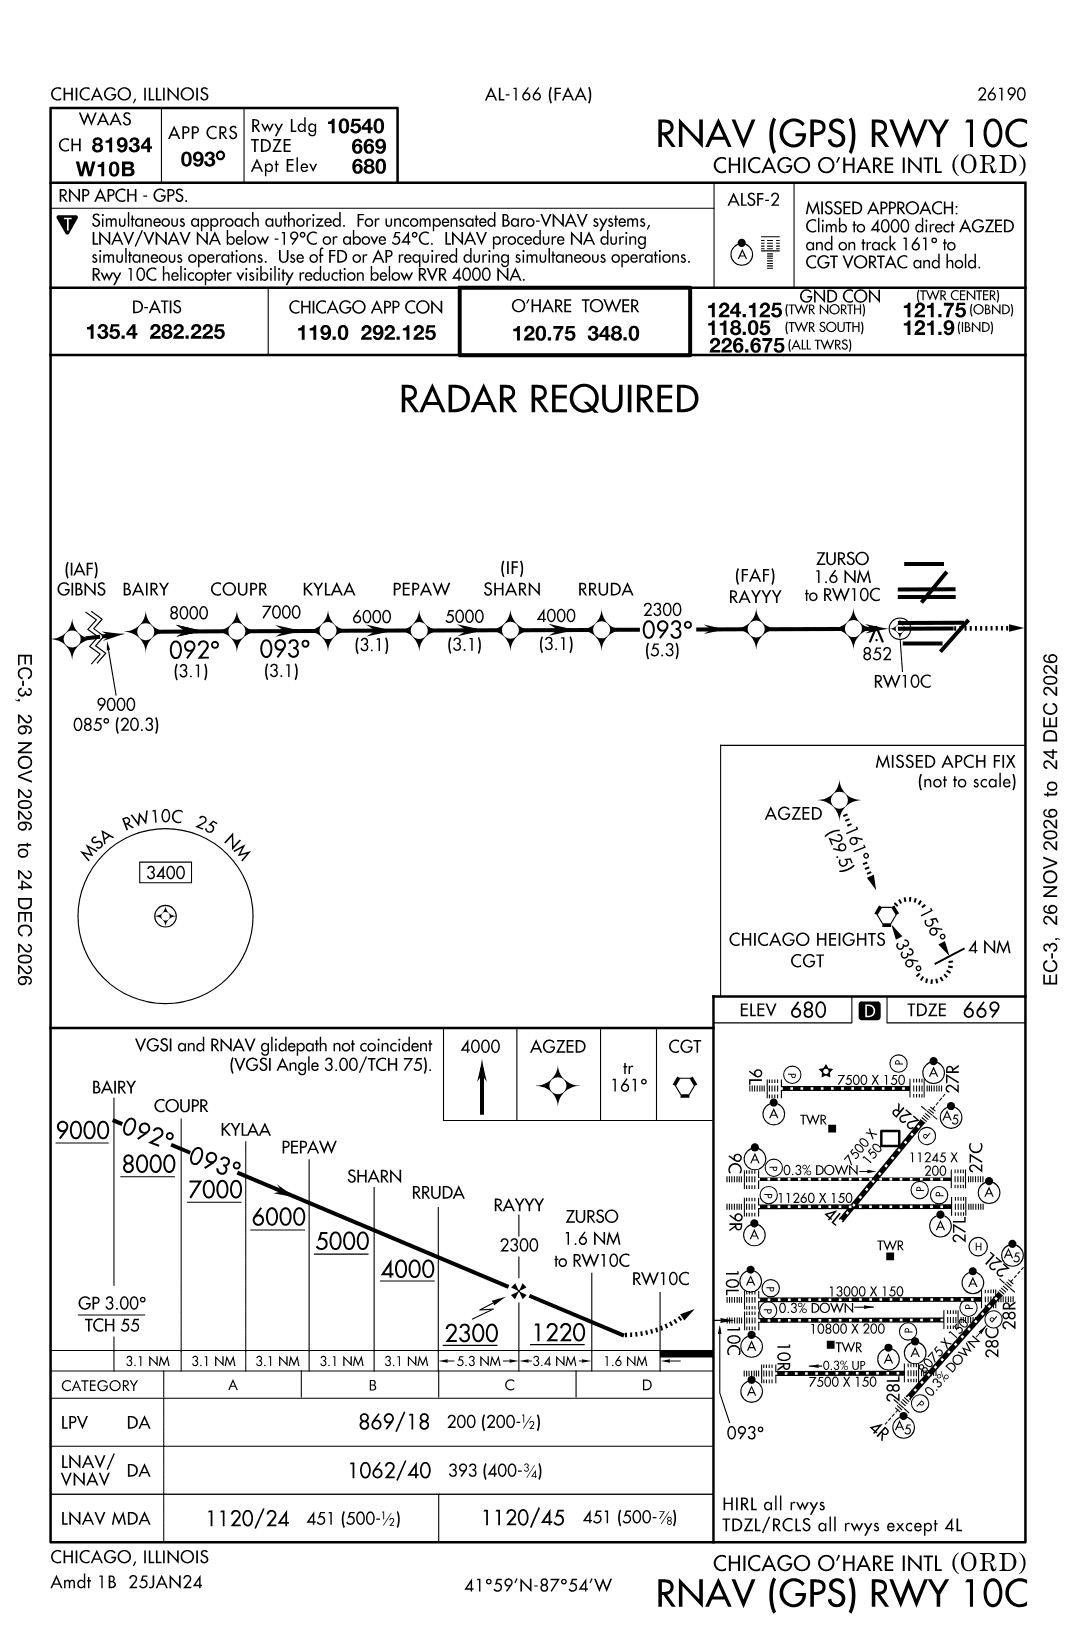 CHICAGO, ILLINOIS
AL-166 (FAA)
26190
WAAS
CH 81934
W10B
APP CRS
093°
Rwy Ldg 10540
TDZE 669
Apt Elev 680
RNAV (GPS) RWY 10C
CHICAGO O'HARE INTL (ORD)
RNP APCH - GPS.
T
Simultaneous approach authorized. For uncompensated Baro-VNAV systems,
LNAV/VNAV NA below -19°C or above 54°C. LNAV procedure NA during
simultaneous operations. Use of FD or AP required during simultaneous operations.
Rwy 10C helicopter visibility reduction below RVR 4000 NA.
ALSF-2
A
MISSED APPROACH:
Climb to 4000 direct AGZED
and on track 161° to
CGT VORTAC and hold.
D-ATIS
135.4 282.225
CHICAGO APP CON
119.0 292.125
O'HARE TOWER
120.75 348.0
GND CON
124.125 (TWR NORTH)
118.05 (TWR SOUTH)
226.675 (ALL TWRS)
(TWR CENTER)
121.75 (OBND)
121.9 (IBND)
RADAR REQUIRED
(IAF)
GIBNS
BAIRY
COUPR
KYLAA
PEPAW
(IF)
SHARN
RRUDA
(FAF)
RAYYY
ZURSO
1.6 NM
to RW10C
8000
092°
(3.1)
7000
093°
(3.1)
6000
(3.1)
5000
(3.1)
4000
(3.1)
2300
093°
(5.3)
852
RW10C
9000
085° (20.3)
MSA RW10C 25 NM
3400
MISSED APCH FIX
(not to scale)
AGZED
161°
(29.5)
CHICAGO HEIGHTS
CGT
156°
336°
4 NM
EC-3, 26 NOV 2026 to 24 DEC 2026
EC-3, 26 NOV 2026 to 24 DEC 2026
ELEV 680
D
TDZE 669
VGSI and RNAV glidepath not coincident
(VGSI Angle 3.00/TCH 75).
4000
AGZED
tr
161°
CGT
BAIRY
COUPR
KYLAA
PEPAW
SHARN
RRUDA
RAYYY
2300
ZURSO
1.6 NM
to RW10C
RW10C
9000
092°
8000
093°
7000
6000
5000
4000
2300
1220
GP 3.00°
TCH 55
3.1 NM
3.1 NM
3.1 NM
3.1 NM
3.1 NM
5.3 NM
3.4 NM
1.6 NM
CATEGORY
A
B
C
D
LPV DA
869/18 200 (200-½)
LNAV/
VNAV DA
1062/40 393 (400-¾)
LNAV MDA
1120/24 451 (500-½)
1120/45 451 (500-⅞)
9L
7500 X 150
27R
TWR
22R
7500 X
150
9C
0.3% DOWN
11245 X
200
27C
9R
11260 X 150
4L
27L
TWR
H
22L
10L
13000 X 150
28R
0.3% DOWN
10C
10800 X 200
28C
TWR
10R
0.3% UP
7500 X 150
28L
8075 X 150
0.3% DOWN
4R
093°
HIRL all rwys
TDZL/RCLS all rwys except 4L
CHICAGO, ILLINOIS
Amdt 1B 25JAN24
41°59'N-87°54'W
CHICAGO O'HARE INTL (ORD)
RNAV (GPS) RWY 10C